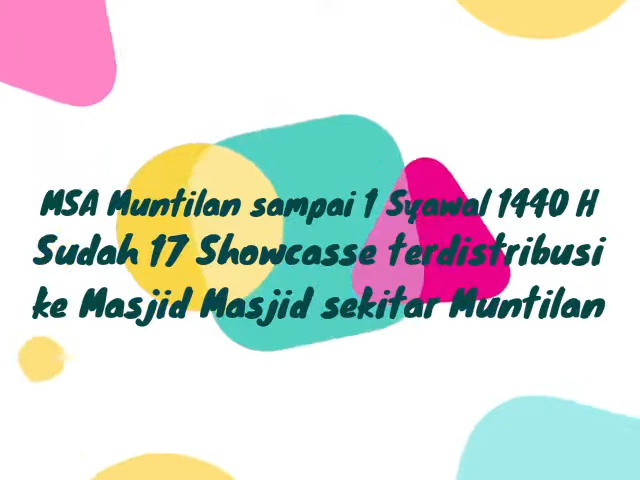 MSA Muntilan sampai 1 Syawal 1440 H
Sudah 17 Showcasse terdistribusi
ke Masjid Masjid sekitar Muntilan